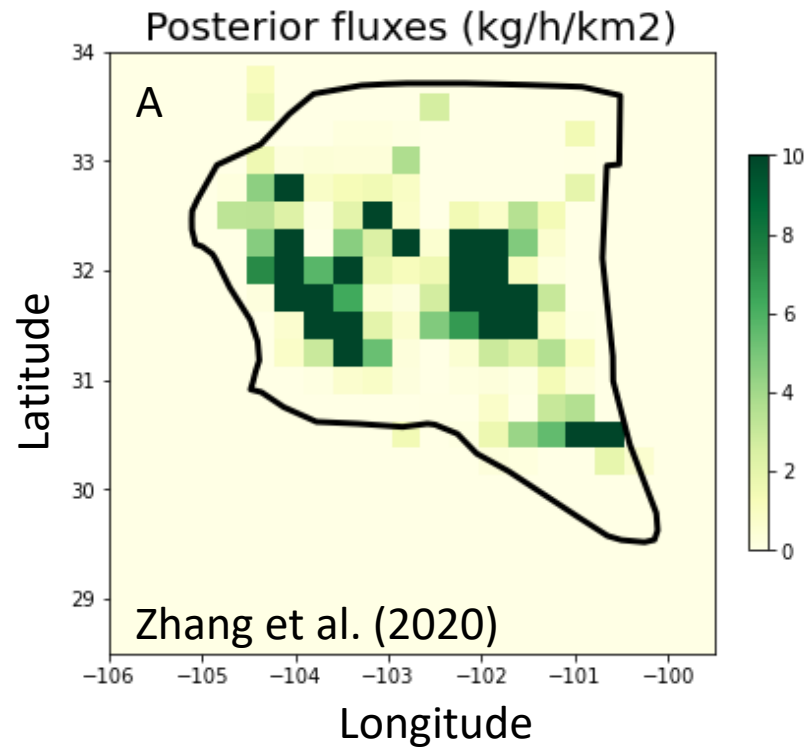 Posterior fluxes (kg/h/km2)
34
A
33
32
31
30
29
Latitude
Zhang et al. (2020)
−106 −105 −104 −103 −102 −101 −100
Longitude
10
8
6
4
2
0